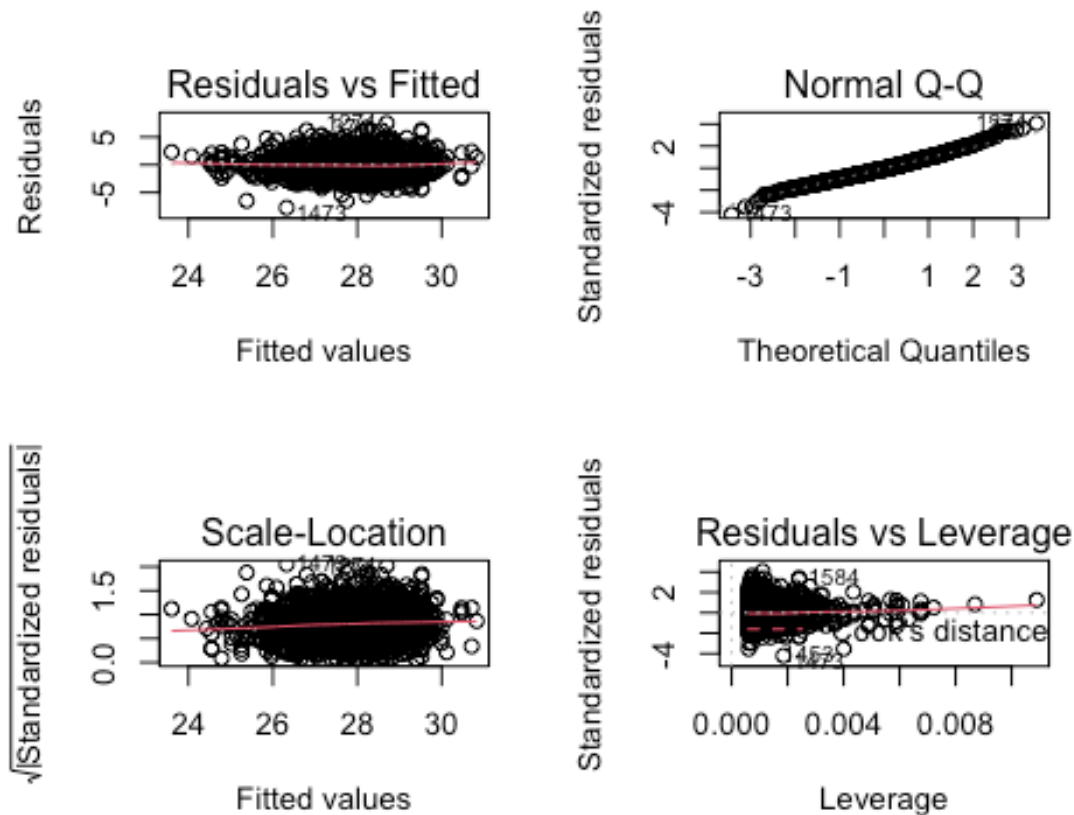 Residuals vs Fitted
Residuals
5
-5
1473
24 26 28 30
Fitted values
Normal Q-Q
Standardized residuals
2
-4
-3 -1 1 2 3
Theoretical Quantiles
Scale-Location
√|Standardized residuals|
1.5
0.0
24 26 28 30
Fitted values
Residuals vs Leverage
Standardized residuals
2
-4
1584
distance
0.000 0.004 0.008
Leverage